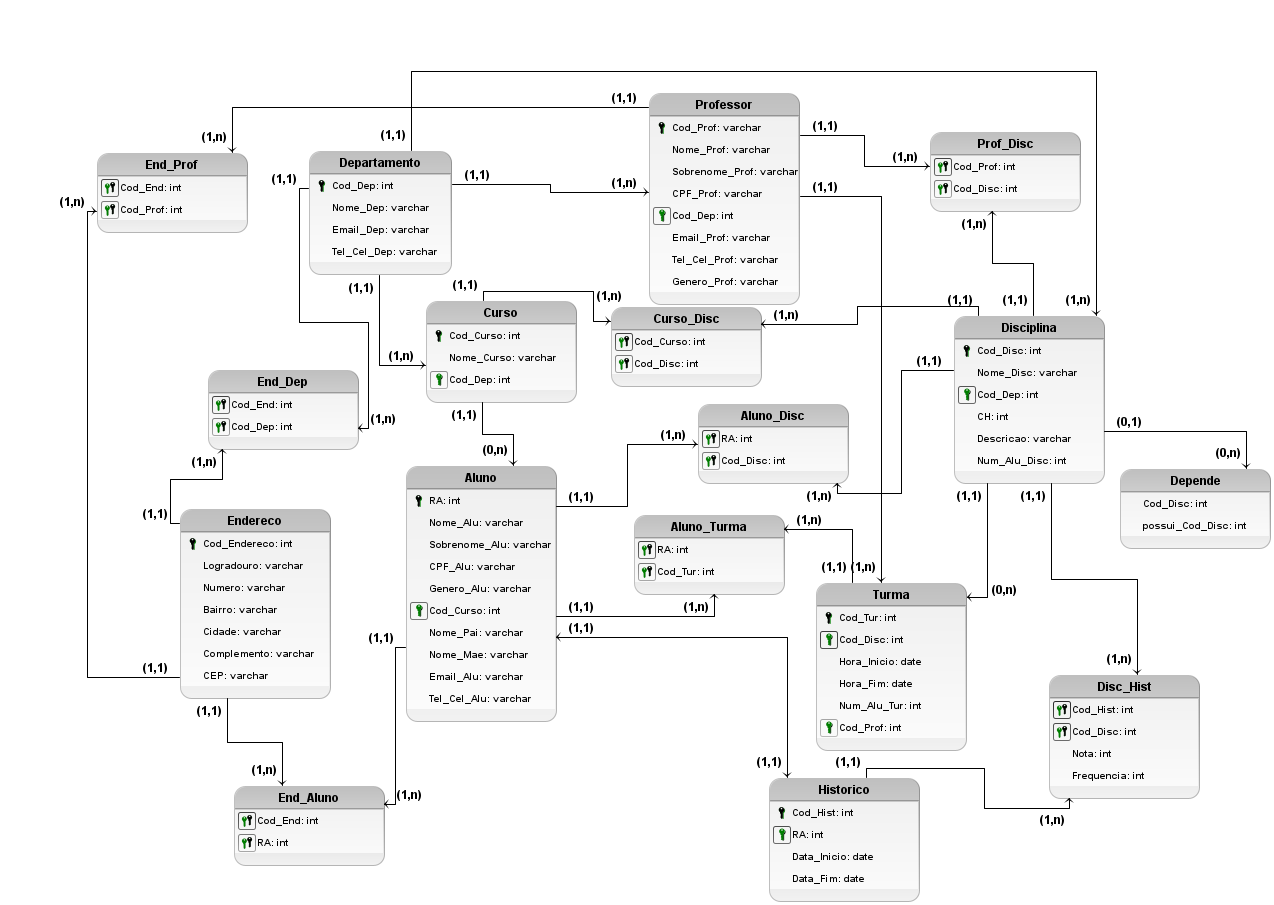 (1,1)
(1,1)
(1,n)
End_Prof
Cod_End: int
Cod_Prof: int
(1,n)
(1,1)
Departamento
Cod_Dep: int
Nome_Dep: varchar
Email_Dep: varchar
Tel_Cel_Dep: varchar
(1,1)
(1,1)
(1,n)
Professor
Cod_Prof: varchar
Nome_Prof: varchar
Sobrenome_Prof: varchar
CPF_Prof: varchar
Cod_Dep: int
Email_Prof: varchar
Tel_Cel_Prof: varchar
Genero_Prof: varchar
(1,1)
(1,n)
(1,1)
Prof_Disc
Cod_Prof: int
Cod_Disc: int
(1,n)
(1,1)
(1,1)
(1,n)
(1,1)
(1,n)
Curso
Cod_Curso: int
Nome_Curso: varchar
Cod_Dep: int
(1,1)
(1,n)
Curso_Disc
Cod_Curso: int
Cod_Disc: int
(1,n)
Disciplina
Cod_Disc: int
Nome_Disc: varchar
Cod_Dep: int
CH: int
Descricao: varchar
Num_Alu_Disc: int
(1,1)
(0,1)
(0,n)
Depende
Cod_Disc: int
possui_Cod_Disc: int
End_Dep
Cod_End: int
Cod_Dep: int
(1,n)
(1,n)
(1,1)
(1,1)
(0,n)
Aluno_Disc
RA: int
Cod_Disc: int
(1,n)
(1,n)
(1,1)
(1,1)
Aluno
RA: int
Nome_Alu: varchar
Sobrenome_Alu: varchar
CPF_Alu: varchar
Genero_Alu: varchar
Cod_Curso: int
Nome_Pai: varchar
Nome_Mae: varchar
Email_Alu: varchar
Tel_Cel_Alu: varchar
(1,1)
(1,1)
(1,1)
(1,1)
Endereco
Cod_Endereco: int
Logradouro: varchar
Numero: varchar
Bairro: varchar
Cidade: varchar
Complemento: varchar
CEP: varchar
(1,1)
(1,1)
Aluno_Turma
RA: int
Cod_Tur: int
(1,n)
(1,n)
(1,1)
(1,n)
(0,n)
Turma
Cod_Tur: int
Cod_Disc: int
Hora_Inicio: date
Hora_Fim: date
Num_Alu_Tur: int
Cod_Prof: int
(1,n)
Disc_Hist
Cod_Hist: int
Cod_Disc: int
Nota: int
Frequencia: int
(1,n)
(1,n)
(1,n)
End_Aluno
Cod_End: int
RA: int
(1,1)
(1,1)
Historico
Cod_Hist: int
RA: int
Data_Inicio: date
Data_Fim: date